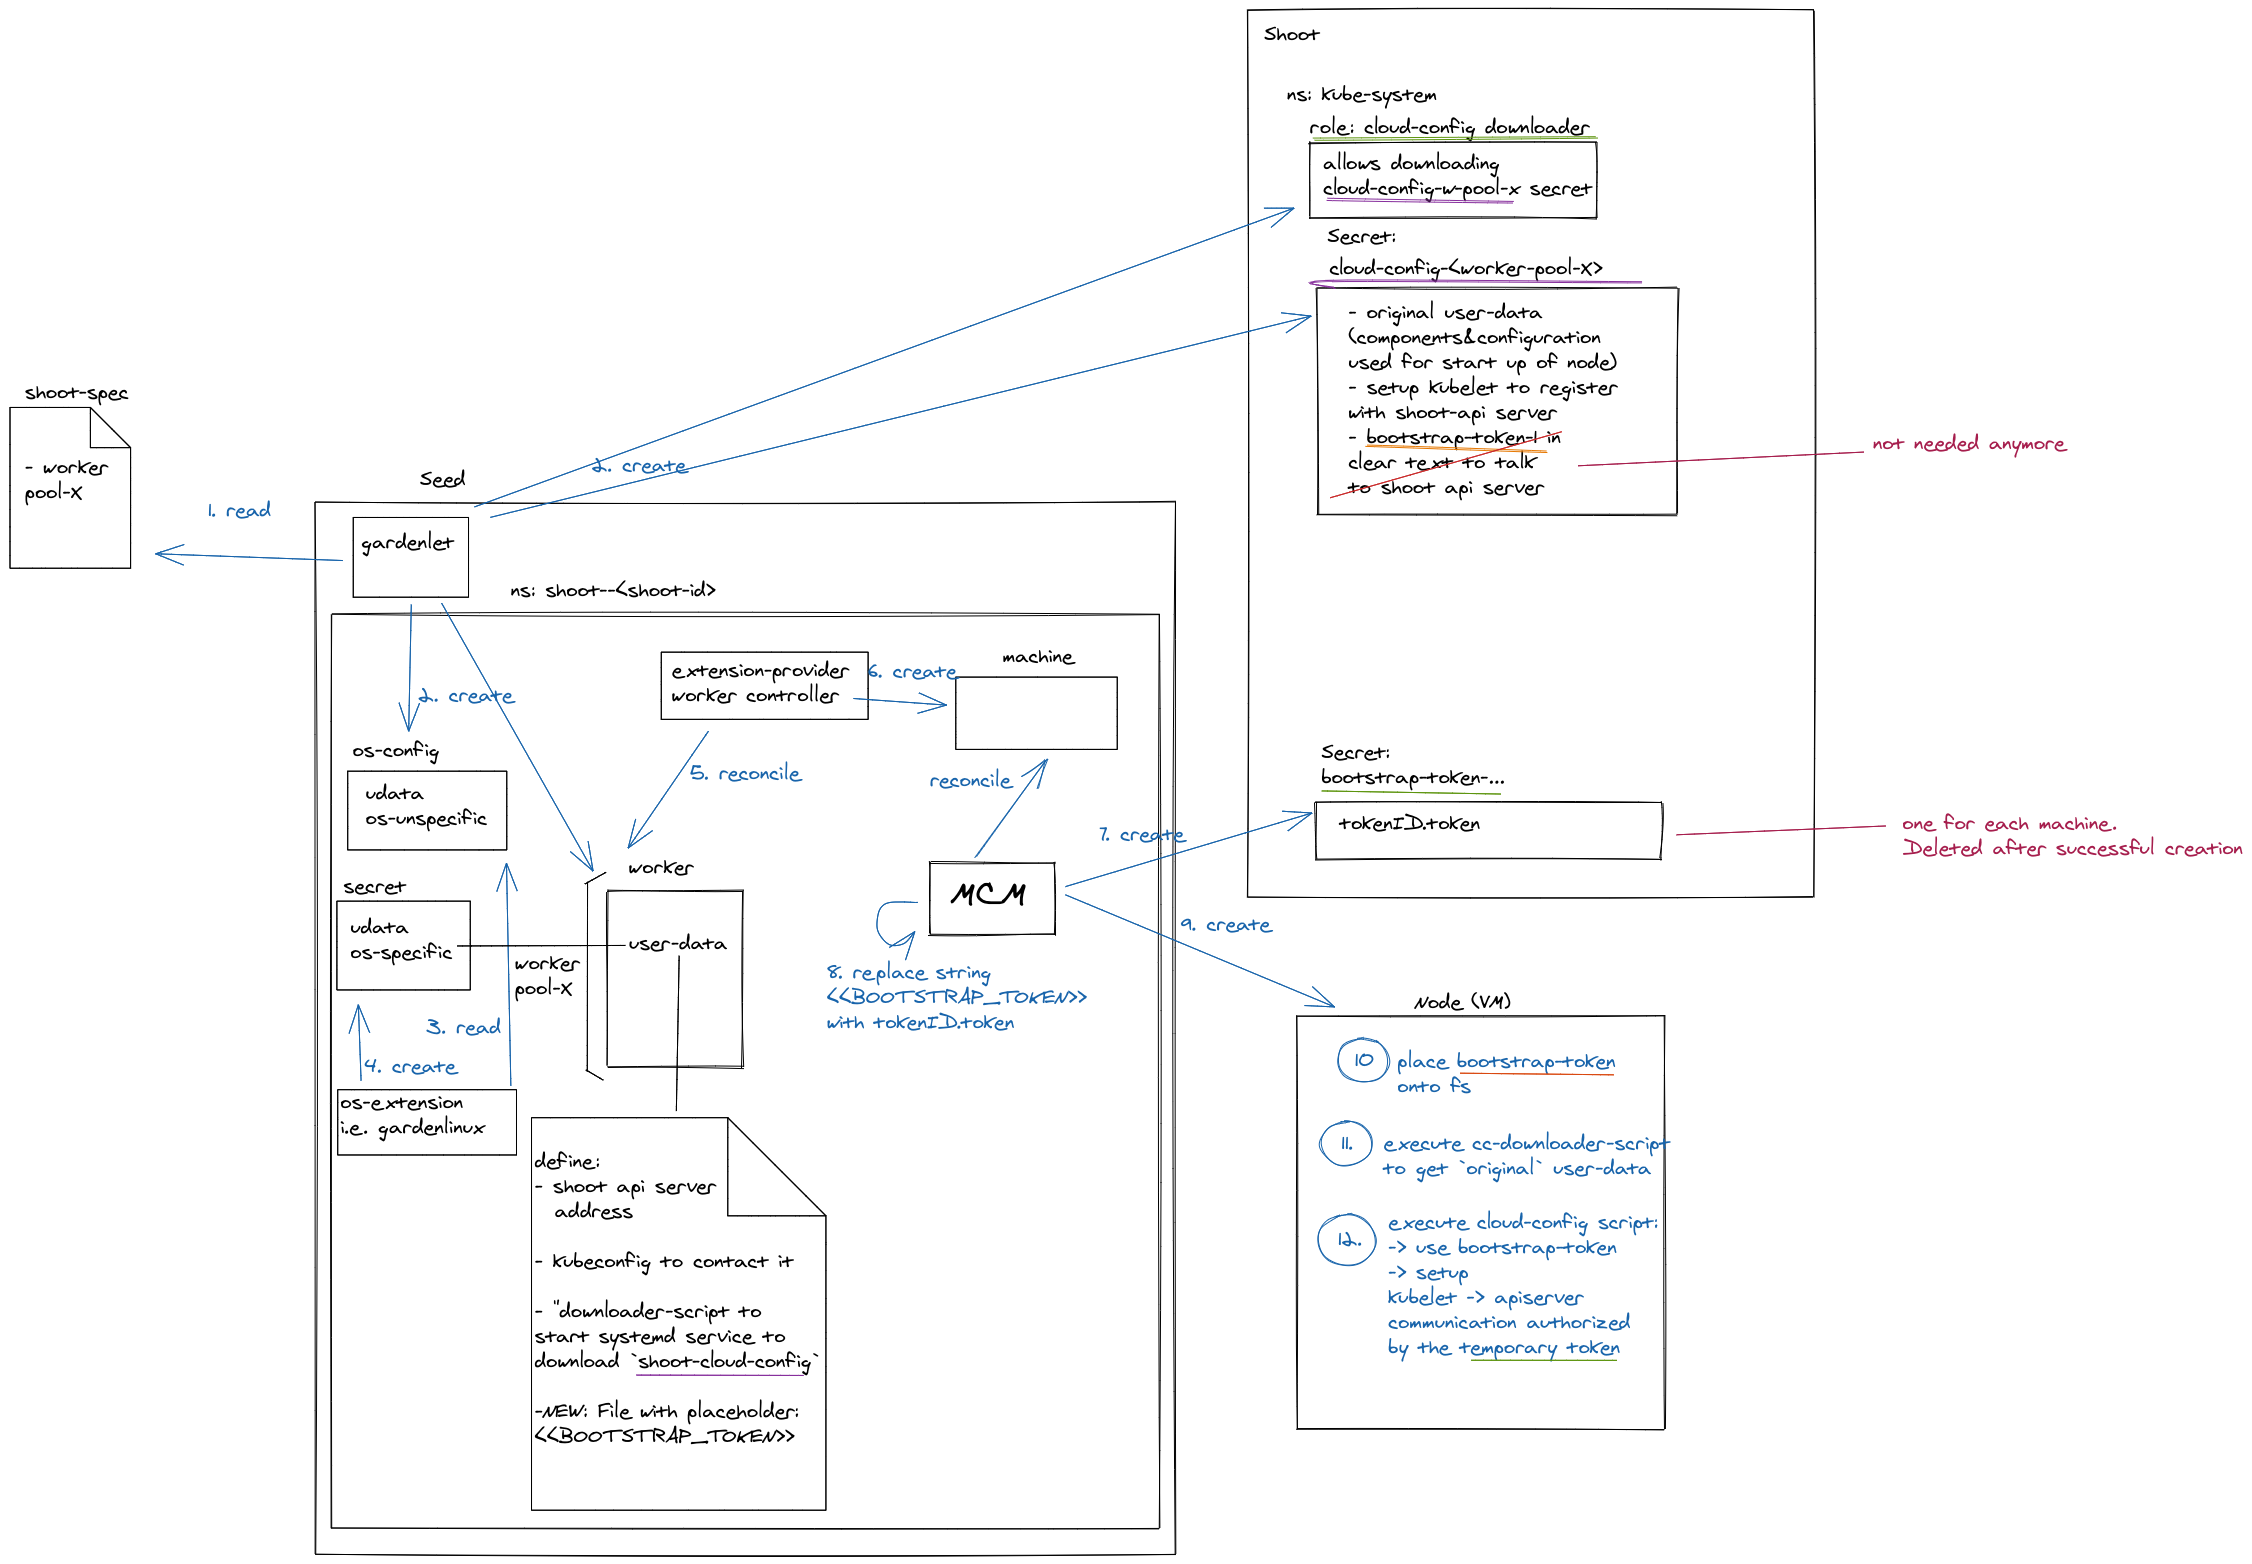 Shoot
ns: kube-system
role: cloud-config downloader
allows downloading
cloud-config-w-pool-x secret
Secret:
cloud-config-<worker-pool-X>
- original user-data
(components&configuration
used for start up of node)
- setup kubelet to register
with shoot-api server
- bootstrap-token-1 in
clear text to talk
to shoot api server
not needed anymore
shoot-spec
- worker
pool-X
1. read
2. create
Seed
gardenlet
ns: shoot--<shoot-id>
extension-provider
worker controller
6. create
machine
2. create
os-config
udata
os-unspecific
5. reconcile
reconcile
Secret:
bootstrap-token-...
tokenID.token
one for each machine.
Deleted after successful creation
7. create
worker
secret
udata
os-specific
user-data
worker
pool-X
MCM
9. create
8. replace string
<<BOOTSTRAP_TOKEN>>
with tokenID.token
3. read
4. create
os-extension
i.e. gardenlinux
define:
- shoot api server
address
- kubeconfig to contact it
- "downloader-script to
start systemd service to
download `shoot-cloud-config`
-NEW: File with placeholder:
<<BOOTSTRAP_TOKEN>>
Node (VM)
10
place bootstrap-token
onto fs
11.
execute cc-downloader-script
to get `original` user-data
12.
execute cloud-config script:
-> use bootstrap-token
-> setup
kubelet -> apiserver
communication authorized
by the temporary token